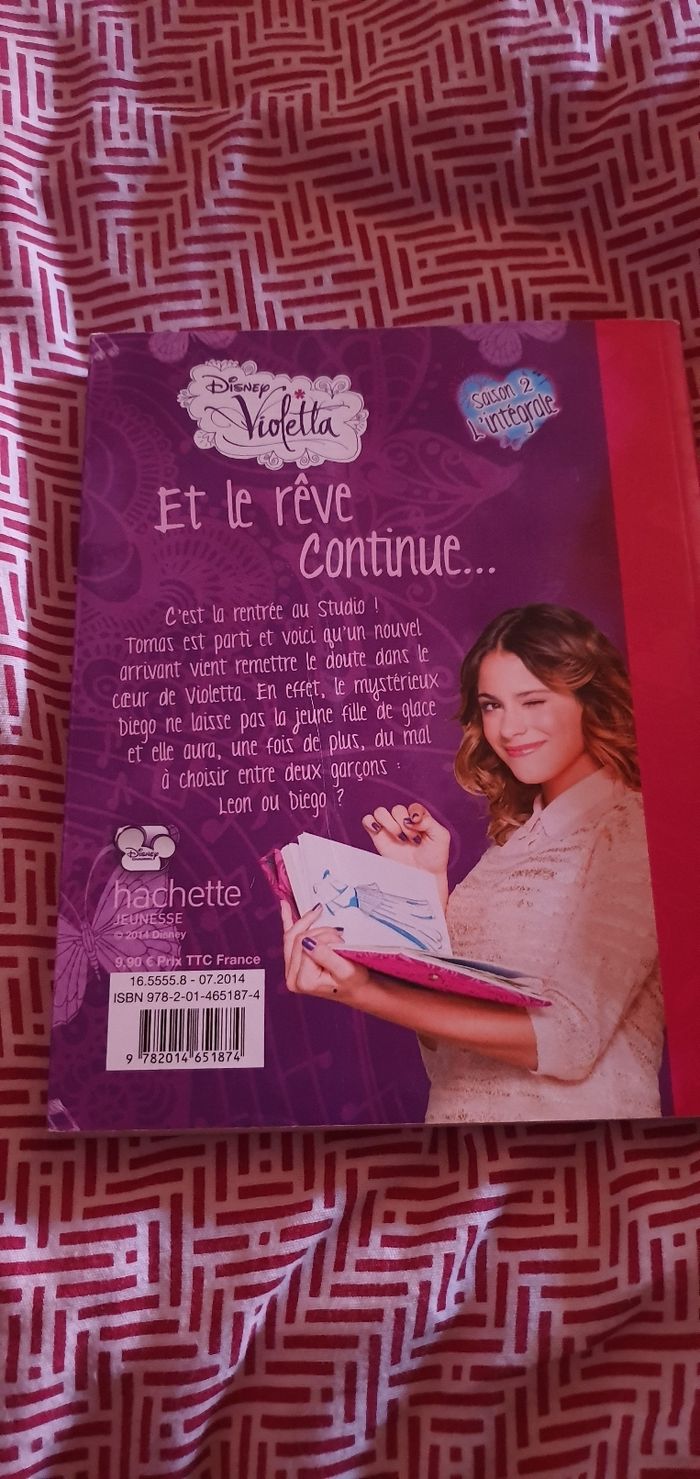 Disney
Violetta
Saison 2
L'intégrale
Et le rêve
continue...
C'est la rentrée au Studio !
Tomas est parti et voici qu'un nouvel
arrivant vient remettre le doute dans le
cœur de Violetta. En effet, le mystérieux
Diego ne laisse pas la jeune fille de glace
et elle aura, une fois de plus, du mal
à choisir entre deux garçons :
Leon ou Diego ?
Disney
CHANNEL
hachette
JEUNESSE
© 2014 Disney
9,90 € Prix TTC France
16.5555.8 - 07.2014
ISBN 978-2-01-465187-4
9 782014 651874